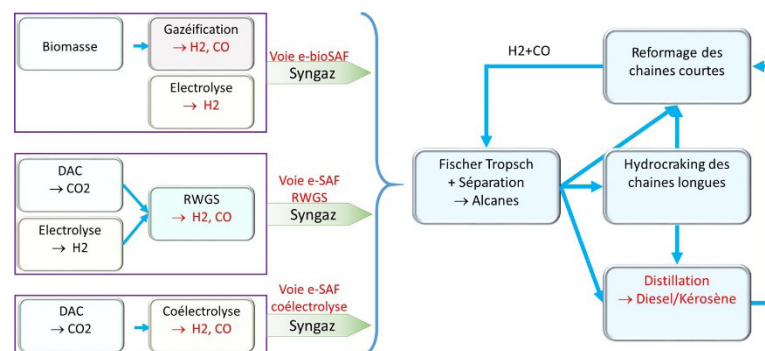 Biomasse
Gazéification
→ H2, CO
Electrolyse
→ H2
Voie e-bioSAF
Syngaz
DAC
→ CO2
Electrolyse
→ H2
RWGS
→ H2, CO
Voie e-SAF
RWGS
Syngaz
DAC
→ CO2
Coélectrolyse
→ H2, CO
Voie e-SAF
coélectrolyse
Syngaz
H2+CO
Fischer Tropsch
+ Séparation
→ Alcanes
Reformage des
chaines courtes
Hydrocraking des
chaines longues
Distillation
→ Diesel/Kérosène